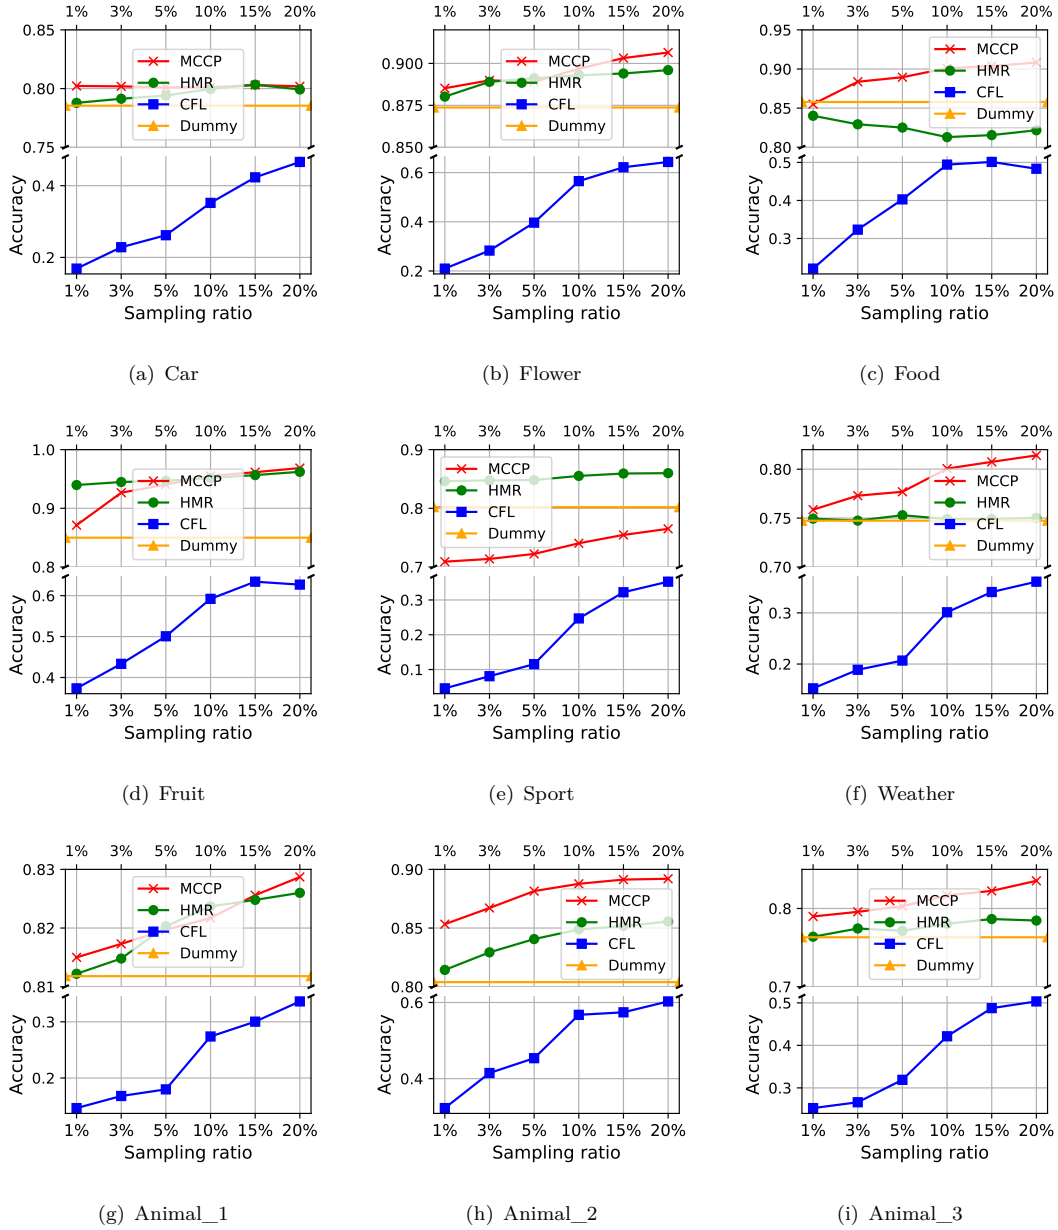 1% 3% 5% 10% 15% 20%
0.85
0.80
0.75
MCCP
HMR
CFL
Dummy
0.4
0.2
Accuracy
1% 3% 5% 10% 15% 20%
Sampling ratio
(a) Car
1% 3% 5% 10% 15% 20%
0.900
0.875
0.850
MCCP
HMR
CFL
Dummy
0.6
0.4
0.2
Accuracy
1% 3% 5% 10% 15% 20%
Sampling ratio
(b) Flower
1% 3% 5% 10% 15% 20%
0.95
0.90
0.85
0.80
MCCP
HMR
CFL
Dummy
0.5
0.4
0.3
Accuracy
1% 3% 5% 10% 15% 20%
Sampling ratio
(c) Food
1% 3% 5% 10% 15% 20%
1.0
0.9
0.8
MCCP
HMR
CFL
Dummy
0.6
0.5
0.4
Accuracy
1% 3% 5% 10% 15% 20%
Sampling ratio
(d) Fruit
1% 3% 5% 10% 15% 20%
0.9
0.8
0.7
MCCP
HMR
CFL
Dummy
0.3
0.2
0.1
Accuracy
1% 3% 5% 10% 15% 20%
Sampling ratio
(e) Sport
1% 3% 5% 10% 15% 20%
0.80
0.75
0.70
MCCP
HMR
CFL
Dummy
0.3
0.2
Accuracy
1% 3% 5% 10% 15% 20%
Sampling ratio
(f) Weather
1% 3% 5% 10% 15% 20%
0.83
0.82
0.81
MCCP
HMR
CFL
Dummy
0.3
0.2
Accuracy
1% 3% 5% 10% 15% 20%
Sampling ratio
(g) Animal_1
1% 3% 5% 10% 15% 20%
0.90
0.85
0.80
MCCP
HMR
CFL
Dummy
0.6
0.4
Accuracy
1% 3% 5% 10% 15% 20%
Sampling ratio
(h) Animal_2
1% 3% 5% 10% 15% 20%
0.8
0.7
MCCP
HMR
CFL
Dummy
0.5
0.4
0.3
Accuracy
1% 3% 5% 10% 15% 20%
Sampling ratio
(i) Animal_3